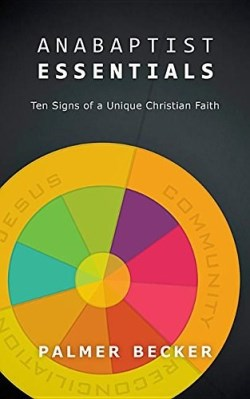 ANABAPTIST
ESSENTIALS
Ten Signs of a Unique Christian Faith
JESUS
COMMUNITY
RECONCILIATION
PALMER BECKER